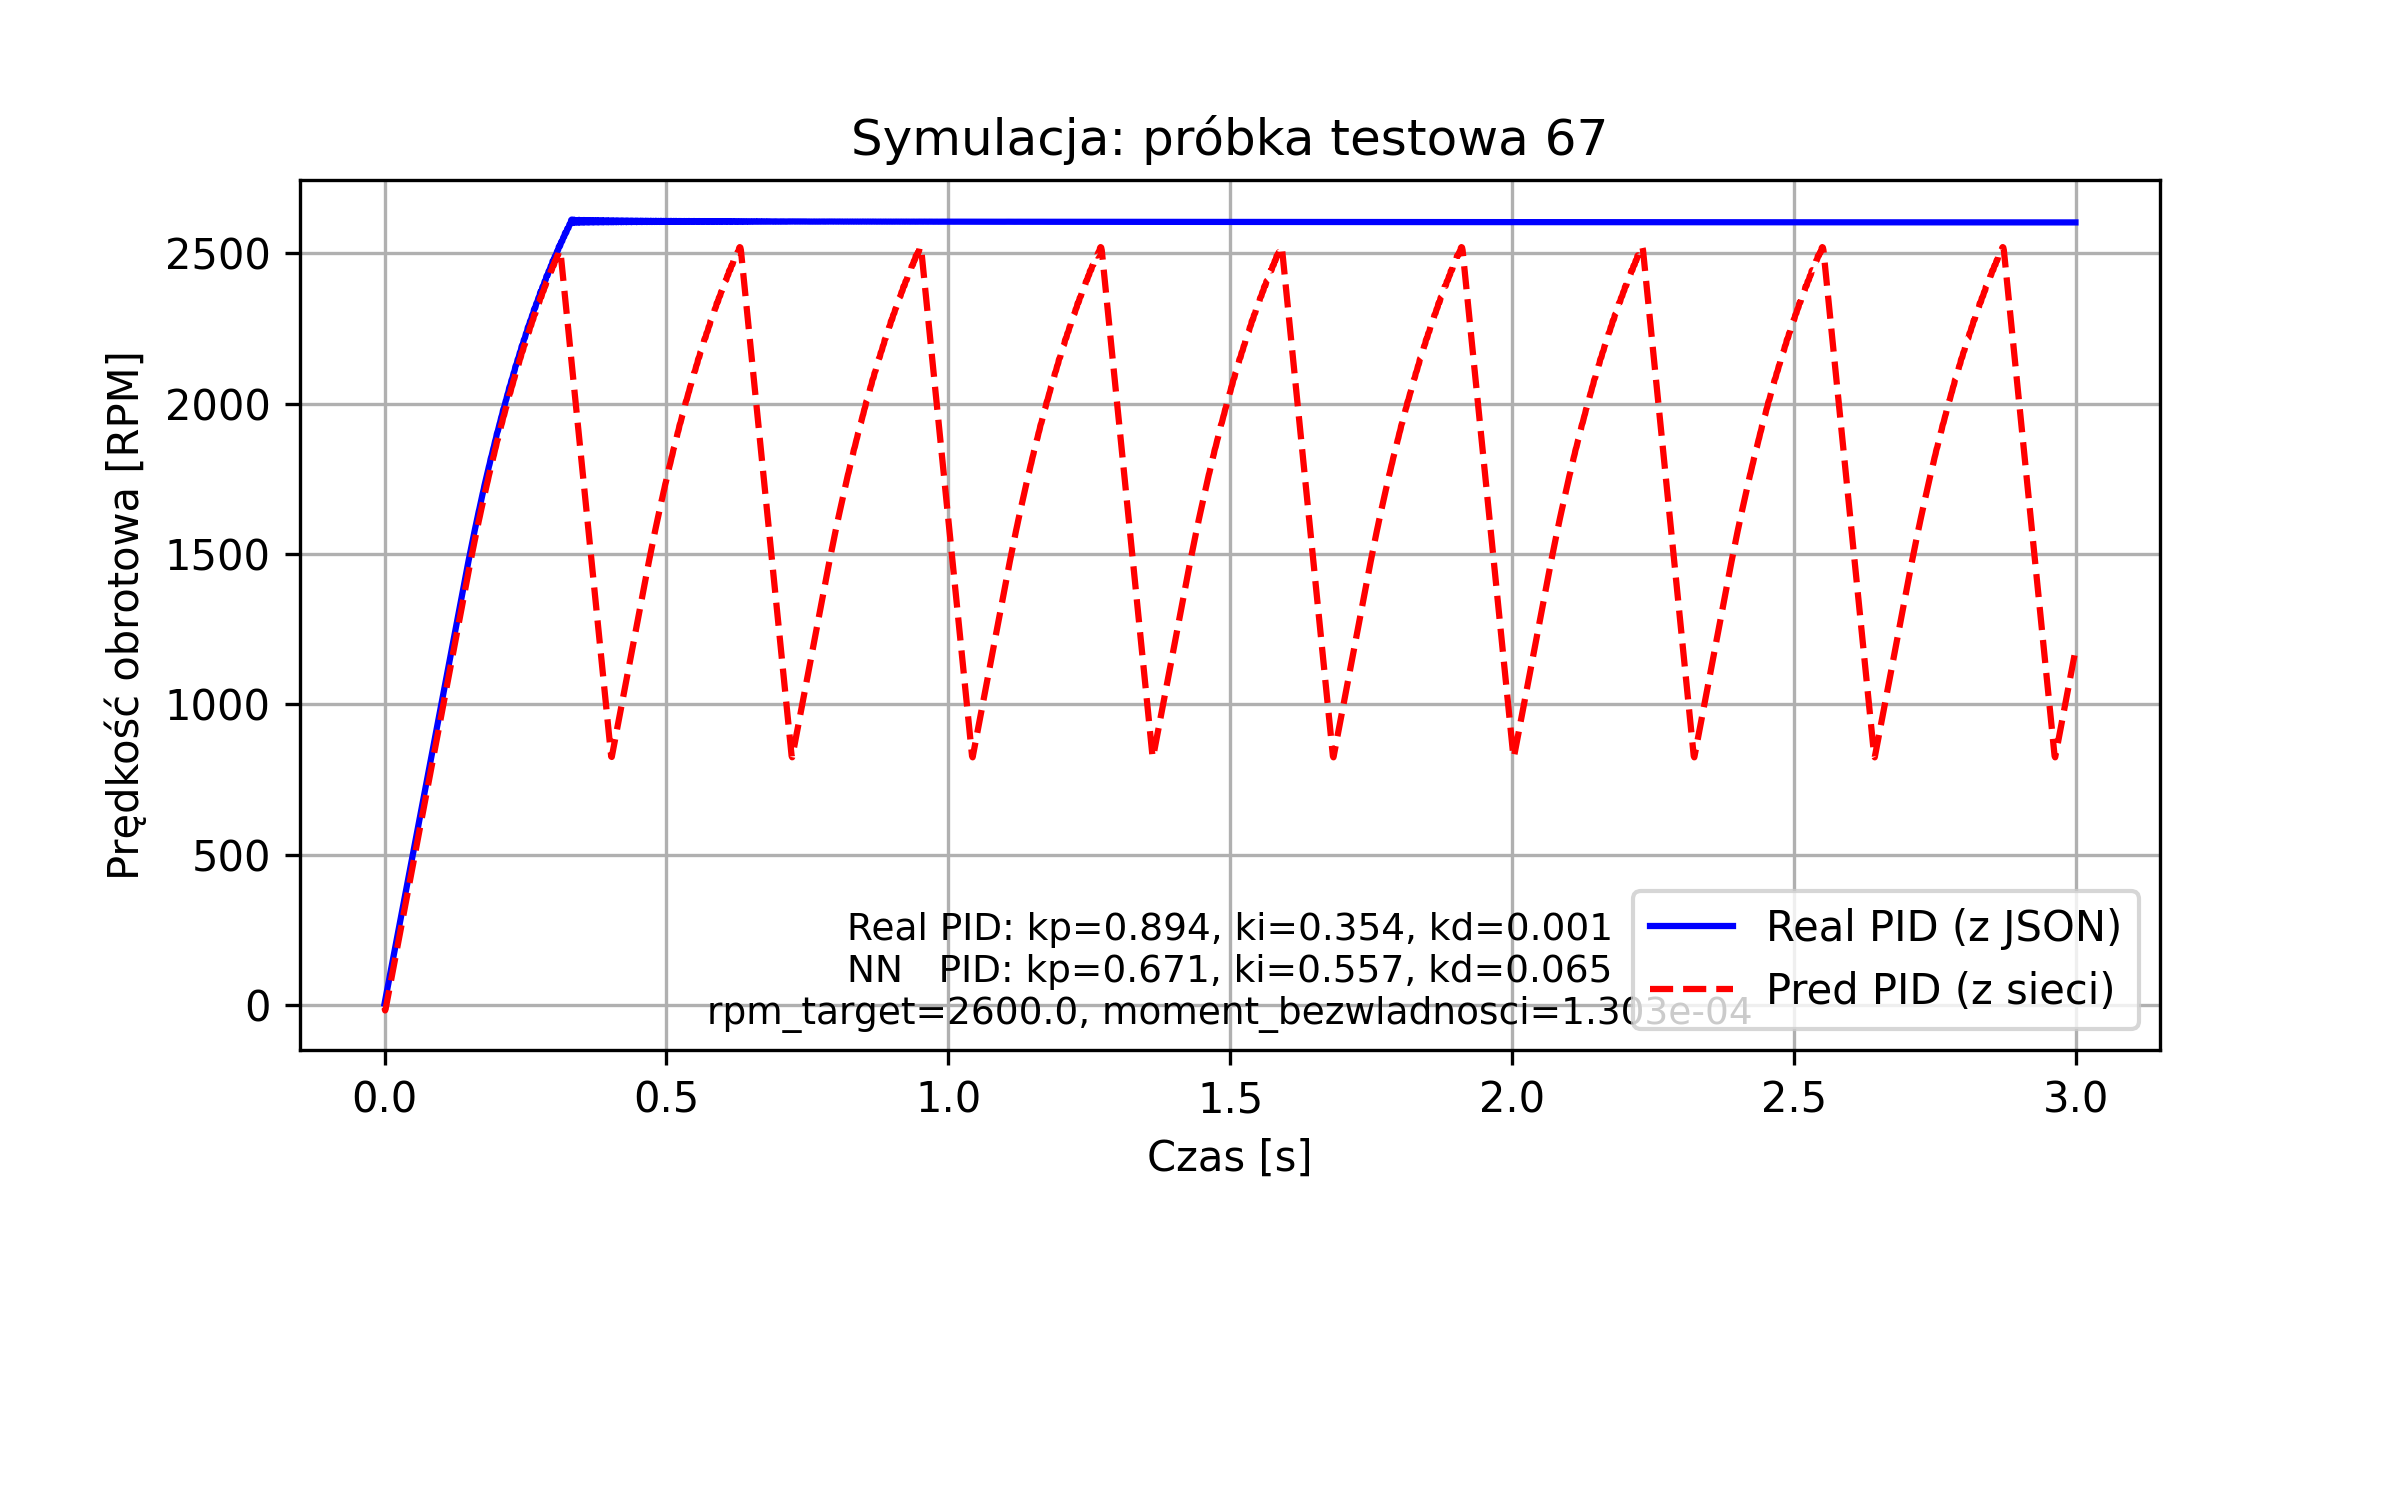 Symulacja: próbka testowa 67
Prędkość obrotowa [RPM]
2500
2000
1500
1000
500
0
Real PID: kp=0.894, ki=0.354, kd=0.001
NN   PID: kp=0.671, ki=0.557, kd=0.065
rpm_target=2600.0, moment_bezwladnosci=1.303e-04
Real PID (z JSON)
Pred PID (z sieci)
0.0 0.5 1.0 1.5 2.0 2.5 3.0
Czas [s]